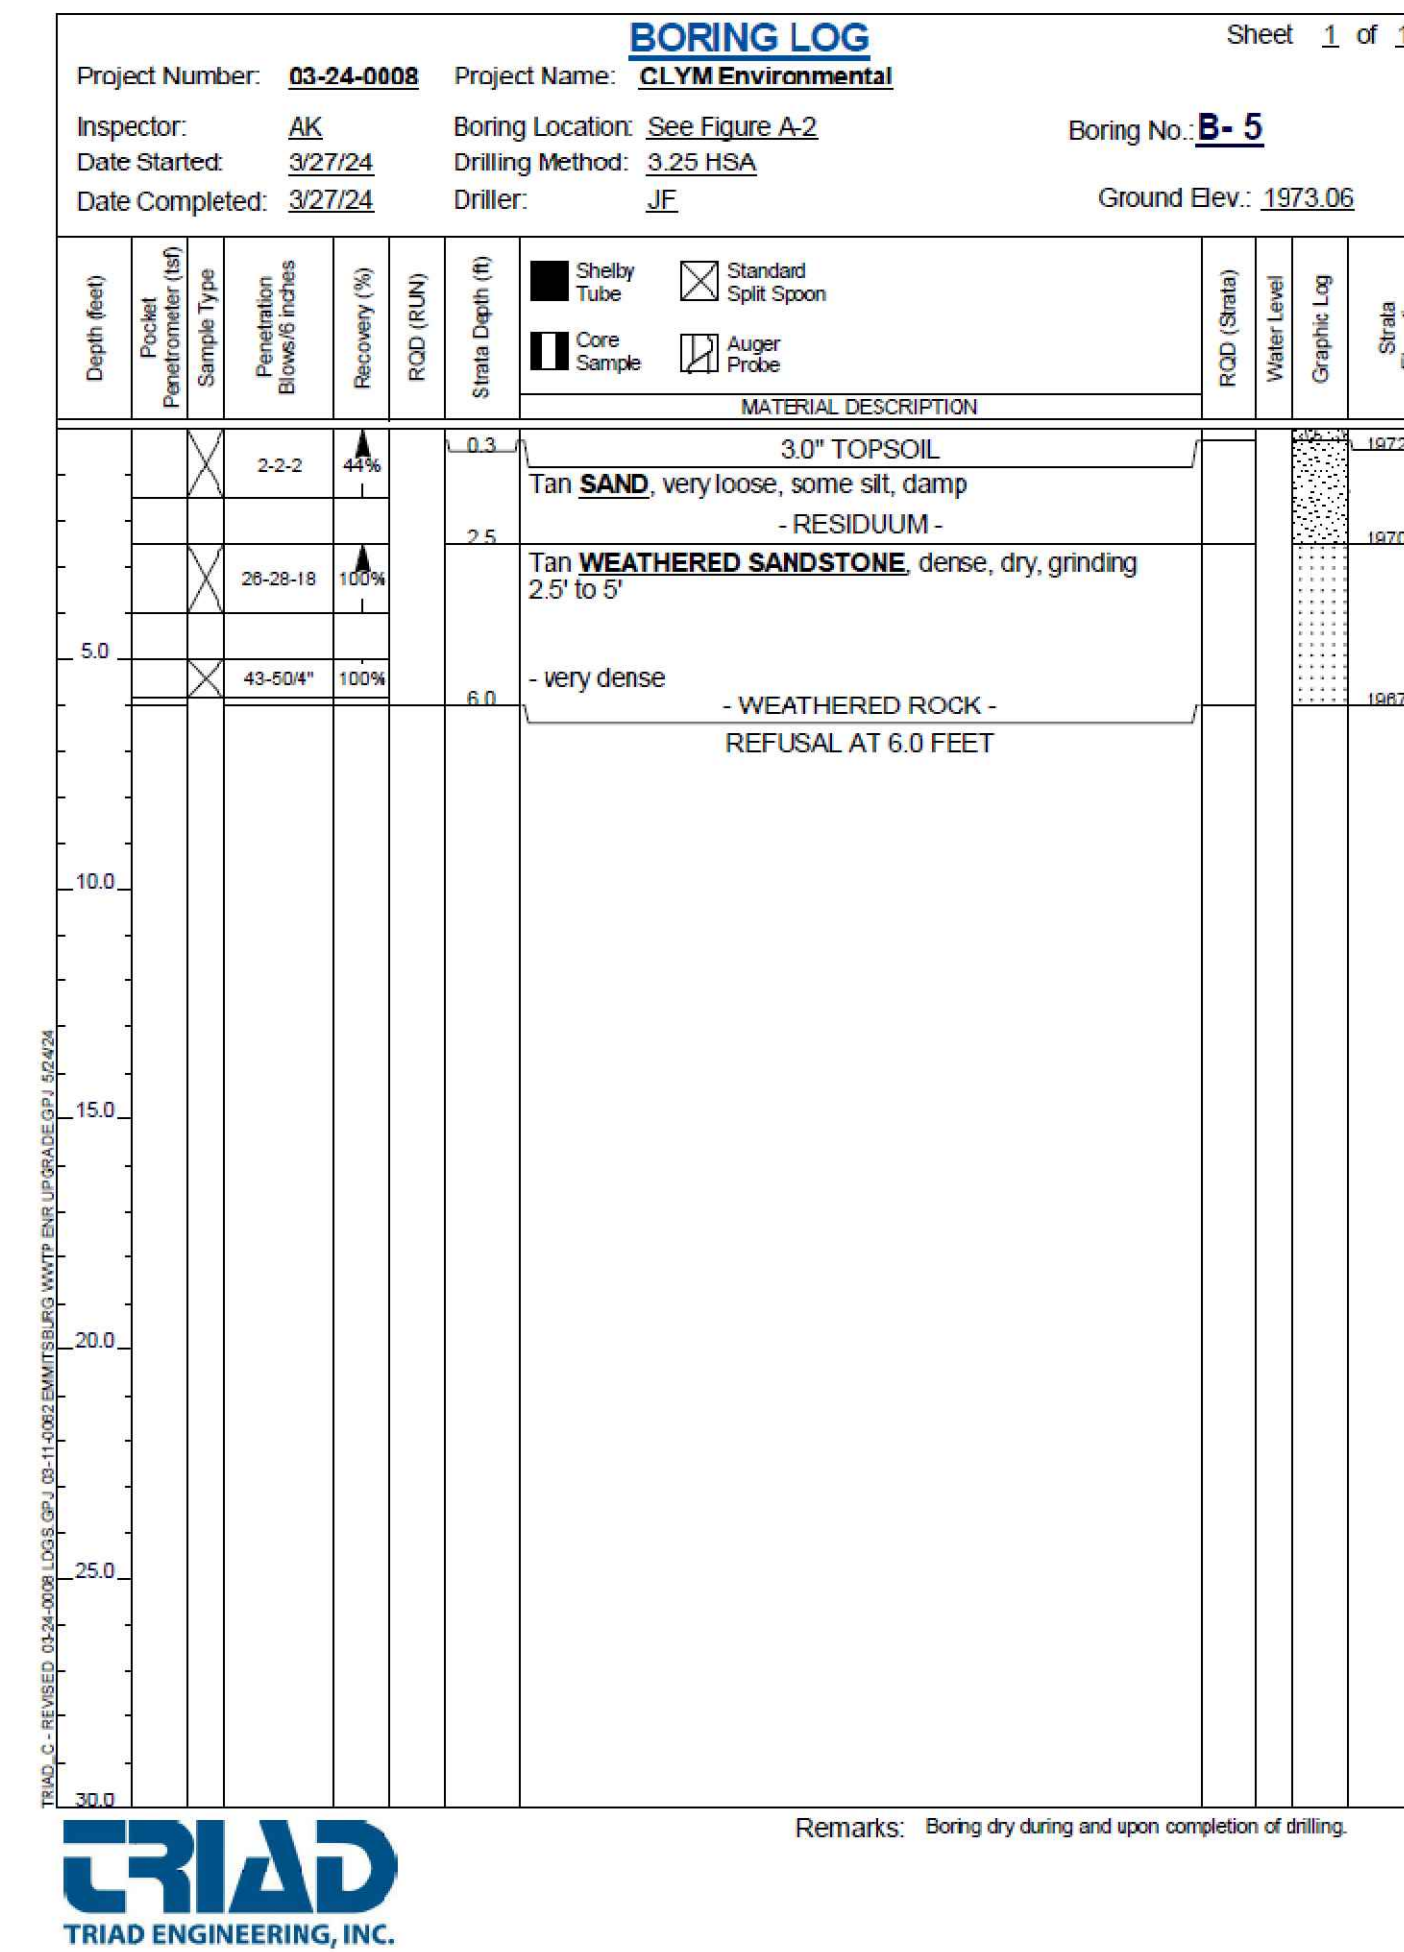 BORING LOG
Sheet 1 of 1
Project Number: 03-24-0008 Project Name: CLYM Environmental
Inspector: AK Boring Location: See Figure A-2
Boring No.: B- 5
Date Started: 3/27/24 Drilling Method: 3.25 HSA
Date Completed: 3/27/24 Driller: JF
Ground Elev.: 1973.06
Depth (feet)
Pocket
Penetrometer (tsf)
Sample Type
Penetration
Blows/6 inches
Recovery (%)
RQD (RUN)
Strata Depth (ft)
Shelby
Tube
Standard
Split Spoon
Core
Sample
Auger
Probe
MATERIAL DESCRIPTION
RQD (Strata)
Water Level
Graphic Log
Strata
0.3 3.0" TOPSOIL 1972
2-2-2 44%
Tan SAND, very loose, some silt, damp
- RESIDUUM -
2.5 1970
Tan WEATHERED SANDSTONE, dense, dry, grinding
26-28-18 100%
2.5' to 5'
5.0
43-50/4" 100% - very dense
6.0 - WEATHERED ROCK - 1967
REFUSAL AT 6.0 FEET
10.0
15.0
20.0
25.0
30.0
TRIAD_C - REVISED 03-24-0008 LOGS.GPJ 03-11-0062 EMMITSBURG WWTP ENR UPGRADE.GPJ 5/24/24
Remarks: Boring dry during and upon completion of drilling.
TRIAD
TRIAD ENGINEERING, INC.